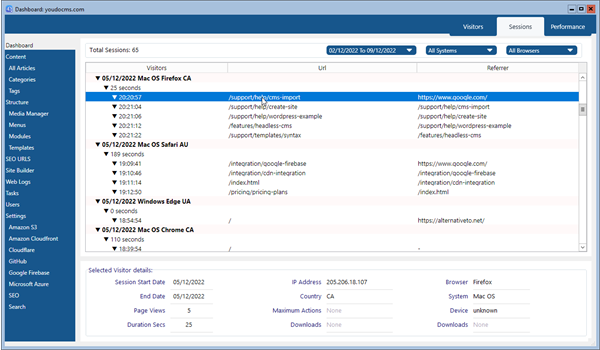 Dashboard: youdocms.com
Visitors Sessions Performance
Dashboard
Content
All Articles
Categories
Tags
Structure
Media Manager
Menus
Modules
Templates
SEO URLS
Site Builder
Web Logs
Tasks
Users
Settings
Amazon S3
Amazon Cloudfront
Cloudflare
GitHub
Google Firebase
Microsoft Azure
SEO
Search
Total Sessions: 65 02/12/2022 To 09/12/2022 All Systems All Browsers
Visitors Url Referrer
05/12/2022 Mac OS Firefox CA
25 seconds
20:20:57 /support/help/cms-import https://www.google.com/
20:21:04 /support/help/create-site /support/help/cms-import
20:21:06 /support/help/wordpress-example /support/help/create-site
20:21:12 /features/headless-cms /support/help/wordpress-example
20:21:22 /support/templates/syntax /features/headless-cms
05/12/2022 Mac OS Safari AU
189 seconds
19:09:41 /integration/google-firebase https://www.google.com/
19:10:46 /integration/cdn-integration /integration/google-firebase
19:11:14 /index.html /integration/cdn-integration
19:12:50 /pricing/pricing-plans /index.html
05/12/2022 Windows Edge UA
0 seconds
18:54:54 / https://alternativeto.net/
05/12/2022 Mac OS Chrome CA
110 seconds
18:39:54 / -
Selected Visitor details:
Session Start Date 05/12/2022 IP Address 205.206.18.107 Browser Firefox
End Date 05/12/2022 Country CA System Mac OS
Page Views 5 Maximum Actions None Device unknown
Duration Secs 25 Downloads None Downloads None